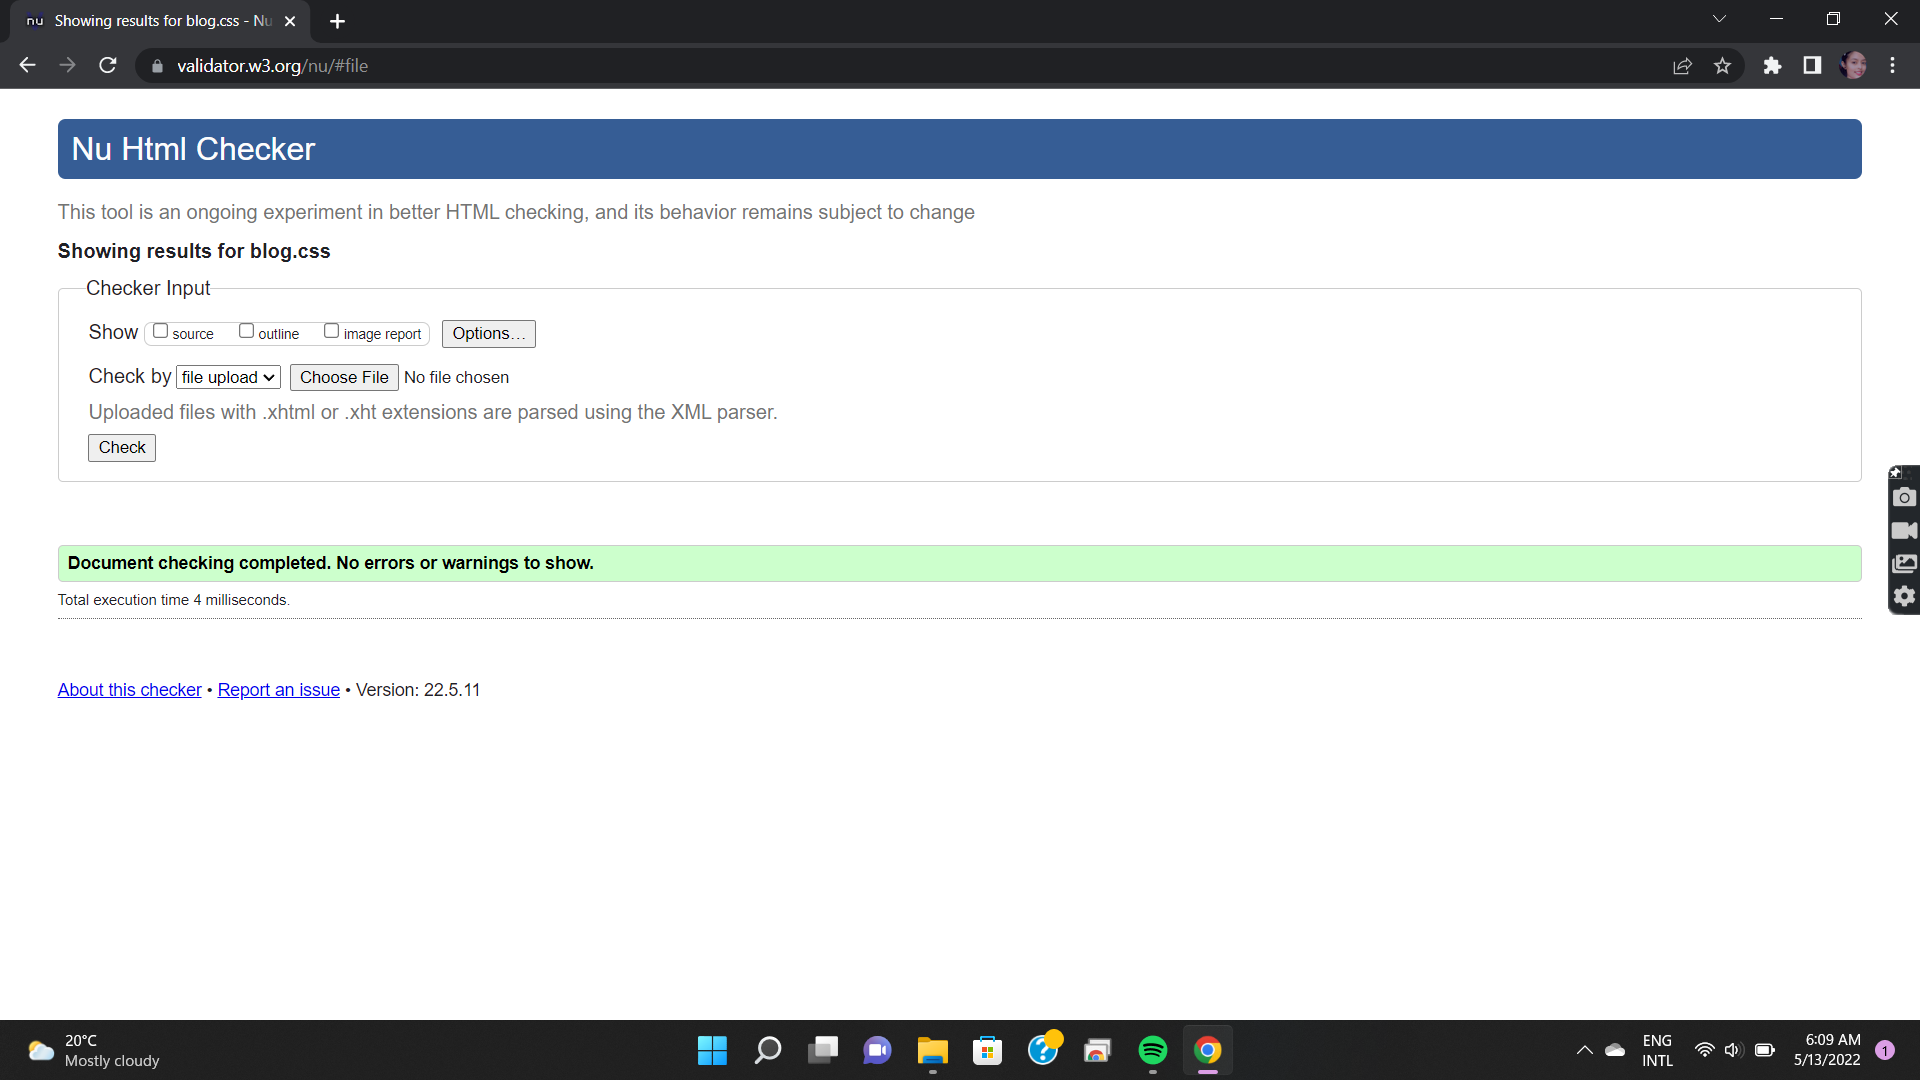 nu Showing results for blog.css - Nu
validator.w3.org/nu/#file
Nu Html Checker
This tool is an ongoing experiment in better HTML checking, and its behavior remains subject to change
Showing results for blog.css
Checker Input
Show source outline image report Options…
Check by file upload Choose File No file chosen
Uploaded files with .xhtml or .xht extensions are parsed using the XML parser.
Check
Document checking completed. No errors or warnings to show.
Total execution time 4 milliseconds.
About this checker • Report an issue • Version: 22.5.11
20°C
Mostly cloudy
ENG
INTL
6:09 AM
5/13/2022
1